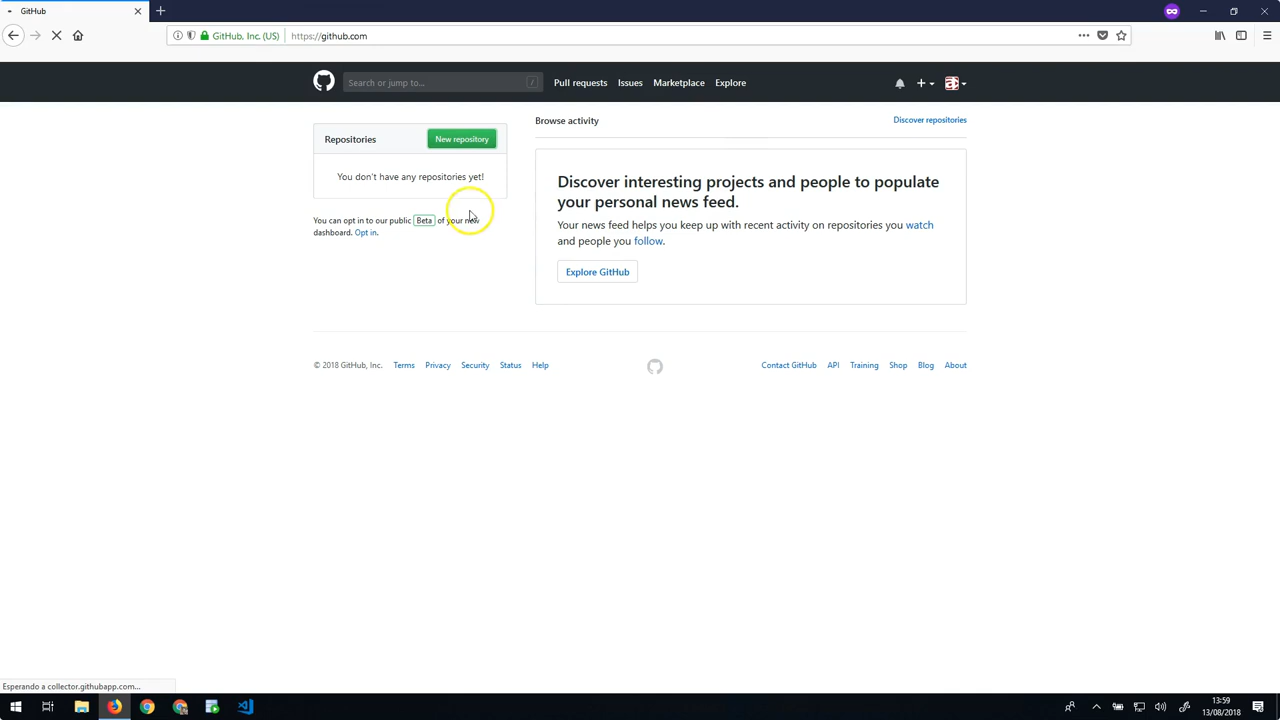 GitHub
GitHub, Inc. (US)
https://github.com
Search or jump to...
/
Pull requests
Issues
Marketplace
Explore
Repositories
New repository
You don't have any repositories yet!
You can opt in to our public Beta of your new
dashboard. Opt in.
Browse activity
Discover repositories
Discover interesting projects and people to populate
your personal news feed.
Your news feed helps you keep up with recent activity on repositories you watch
and people you follow.
Explore GitHub
© 2018 GitHub, Inc.
Terms
Privacy
Security
Status
Help
Contact GitHub
API
Training
Shop
Blog
About
Esperando a collector.githubapp.com...
13:59
13/08/2018